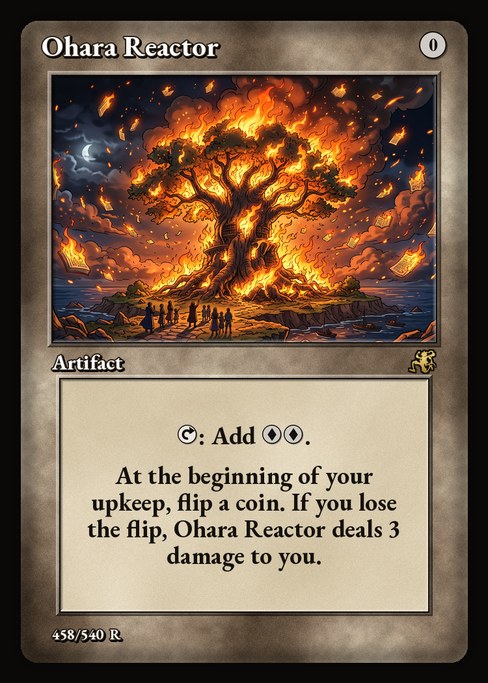 Ohara Reactor
0
Artifact
: Add .
At the beginning of your
upkeep, flip a coin. If you lose
the flip, Ohara Reactor deals 3
damage to you.
458/540 R